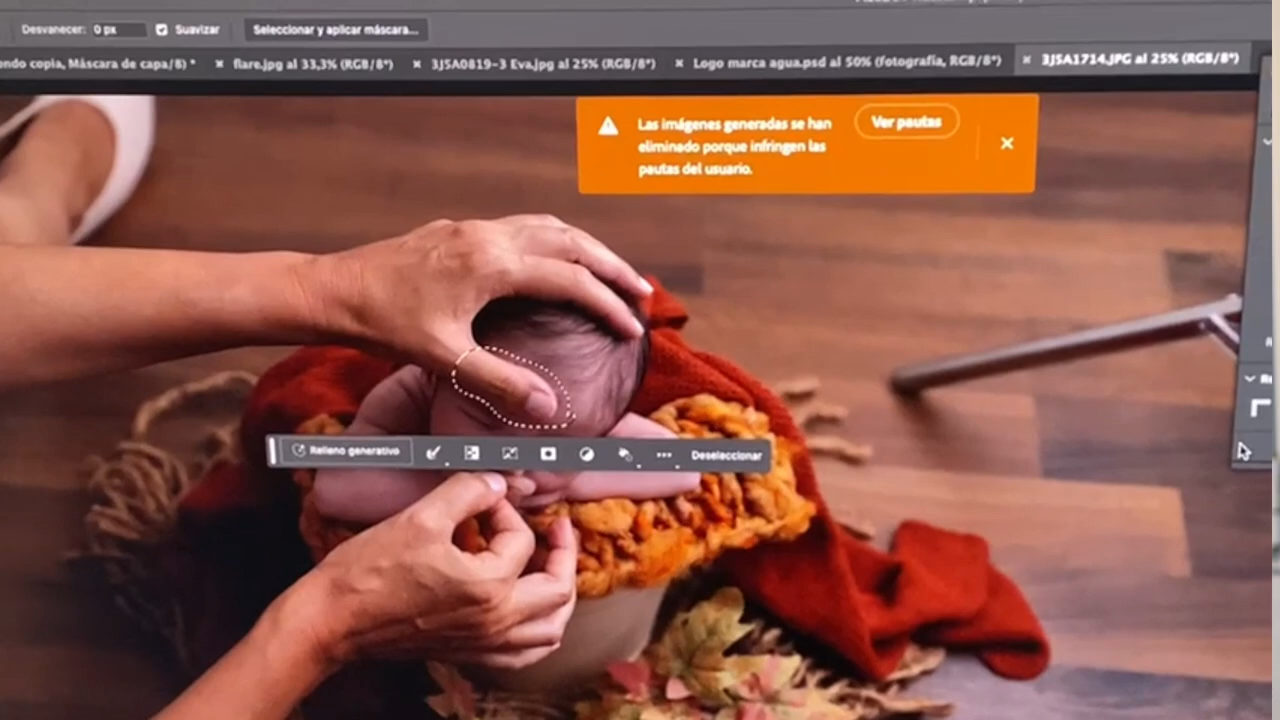 Desvanecer: 0 px Suavizar Seleccionar y aplicar máscara...
ondo copia, Máscara de capa/8) * × flare.jpg al 33,3% (RGB/8*) × 3J5A0819-3 Eva.jpg al 25% (RGB/8*) × Logo marca agua.psd al 50% (fotografía, RGB/8*) × 3J5A1714.JPG al 25% (RGB/8*)
Las imágenes generadas se han
eliminado porque infringen las
pautas del usuario.
Ver pautas
Relleno generativo
Deseleccionar